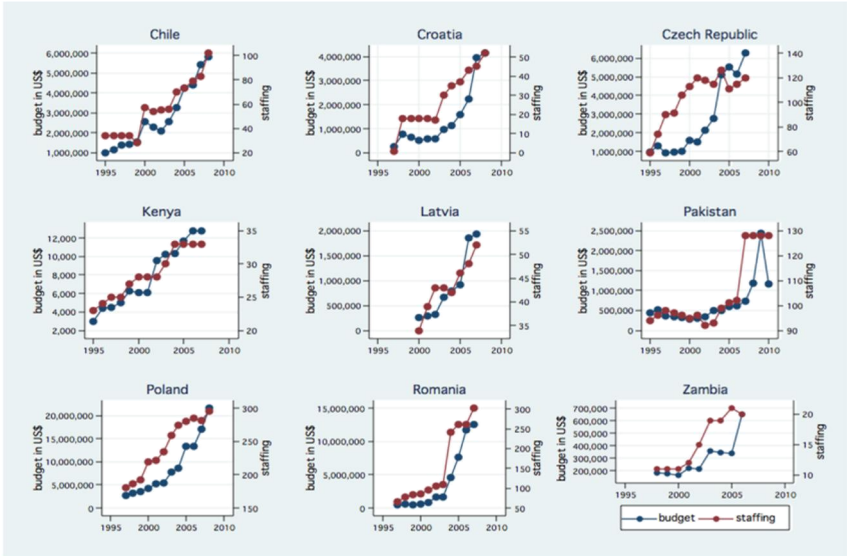 Chile
Croatia
Czech Republic
budget in US$
6,000,000
5,000,000
4,000,000
3,000,000
2,000,000
1,000,000
100
80
60
40
20
staffing
1995 2000 2005 2010
budget in US$
4,000,000
3,000,000
2,000,000
1,000,000
0
50
40
30
20
10
0
staffing
1995 2000 2005 2010
budget in US$
6,000,000
5,000,000
4,000,000
3,000,000
2,000,000
1,000,000
140
120
100
80
60
staffing
1995 2000 2005 2010
Kenya
Latvia
Pakistan
budget in US$
12,000
10,000
8,000
6,000
4,000
2,000
35
30
25
20
staffing
1995 2000 2005 2010
budget in US$
2,000,000
1,500,000
1,000,000
500,000
0
55
50
45
40
35
staffing
1995 2000 2005 2010
budget in US$
2,500,000
2,000,000
1,500,000
1,000,000
500,000
0
130
120
110
100
90
staffing
1995 2000 2005 2010
Poland
Romania
Zambia
budget in US$
20,000,000
15,000,000
10,000,000
5,000,000
0
300
250
200
150
staffing
1995 2000 2005 2010
budget in US$
15,000,000
10,000,000
5,000,000
0
300
250
200
150
100
50
staffing
1995 2000 2005 2010
budget in US$
700,000
600,000
500,000
400,000
300,000
200,000
20
15
10
staffing
1995 2000 2005 2010
budget staffing